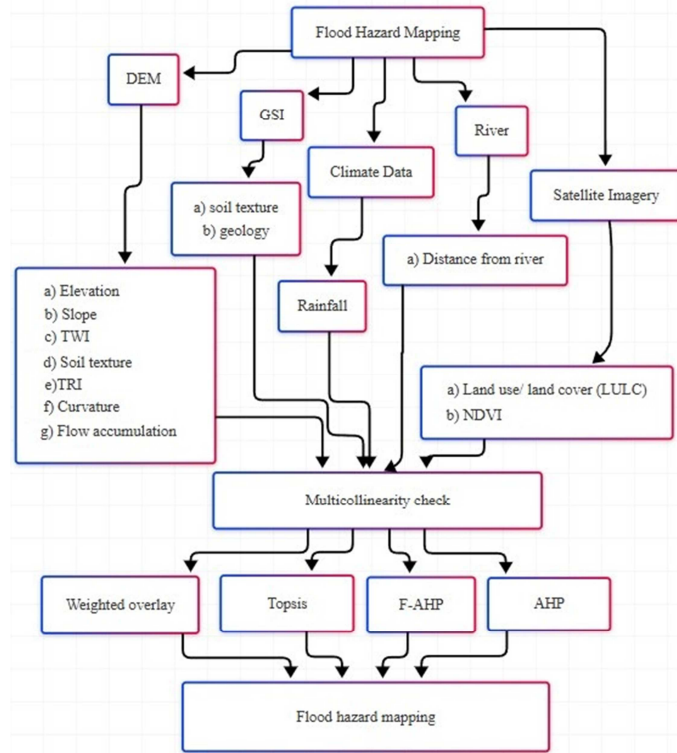 Flood Hazard Mapping
DEM
GSI
River
Climate Data
Satellite Imagery
a) soil texture
b) geology
a) Distance from river
a) Elevation
b) Slope
c) TWI
d) Soil texture
e)TRI
f) Curvature
g) Flow accumulation
Rainfall
a) Land use/ land cover (LULC)
b) NDVI
Multicollinearity check
Weighted overlay
Topsis
F-AHP
AHP
Flood hazard mapping